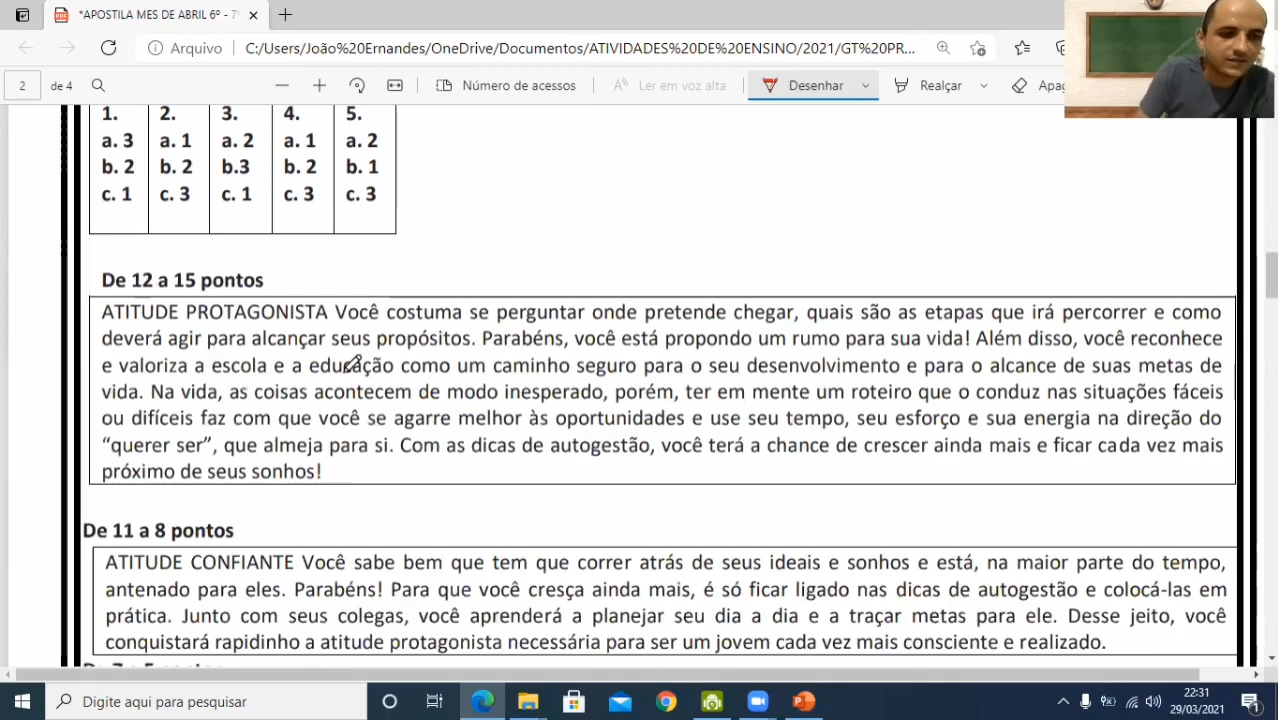 *APOSTILA MES DE ABRIL 6º - 7º
Arquivo
C:/Users/João%20Ernandes/OneDrive/Documentos/ATIVIDADES%20DE%20ENSINO/2021/GT%20PR...
2 de 4
Número de acessos
Ler em voz alta
Desenhar
Realçar
Apag
1. 2. 3. 4. 5.
a. 3 a. 1 a. 2 a. 1 a. 2
b. 2 b. 2 b.3 b. 2 b. 1
c. 1 c. 3 c. 1 c. 3 c. 3
De 12 a 15 pontos
ATITUDE PROTAGONISTA Você costuma se perguntar onde pretende chegar, quais são as etapas que irá percorrer e como
deverá agir para alcançar seus propósitos. Parabéns, você está propondo um rumo para sua vida! Além disso, você reconhece
e valoriza a escola e a educação como um caminho seguro para o seu desenvolvimento e para o alcance de suas metas de
vida. Na vida, as coisas acontecem de modo inesperado, porém, ter em mente um roteiro que o conduz nas situações fáceis
ou difíceis faz com que você se agarre melhor às oportunidades e use seu tempo, seu esforço e sua energia na direção do
“querer ser”, que almeja para si. Com as dicas de autogestão, você terá a chance de crescer ainda mais e ficar cada vez mais
próximo de seus sonhos!
De 11 a 8 pontos
ATITUDE CONFIANTE Você sabe bem que tem que correr atrás de seus ideais e sonhos e está, na maior parte do tempo,
antenado para eles. Parabéns! Para que você cresça ainda mais, é só ficar ligado nas dicas de autogestão e colocá-las em
prática. Junto com seus colegas, você aprenderá a planejar seu dia a dia e a traçar metas para ele. Desse jeito, você
conquistará rapidinho a atitude protagonista necessária para ser um jovem cada vez mais consciente e realizado.
Digite aqui para pesquisar
22:31
29/03/2021